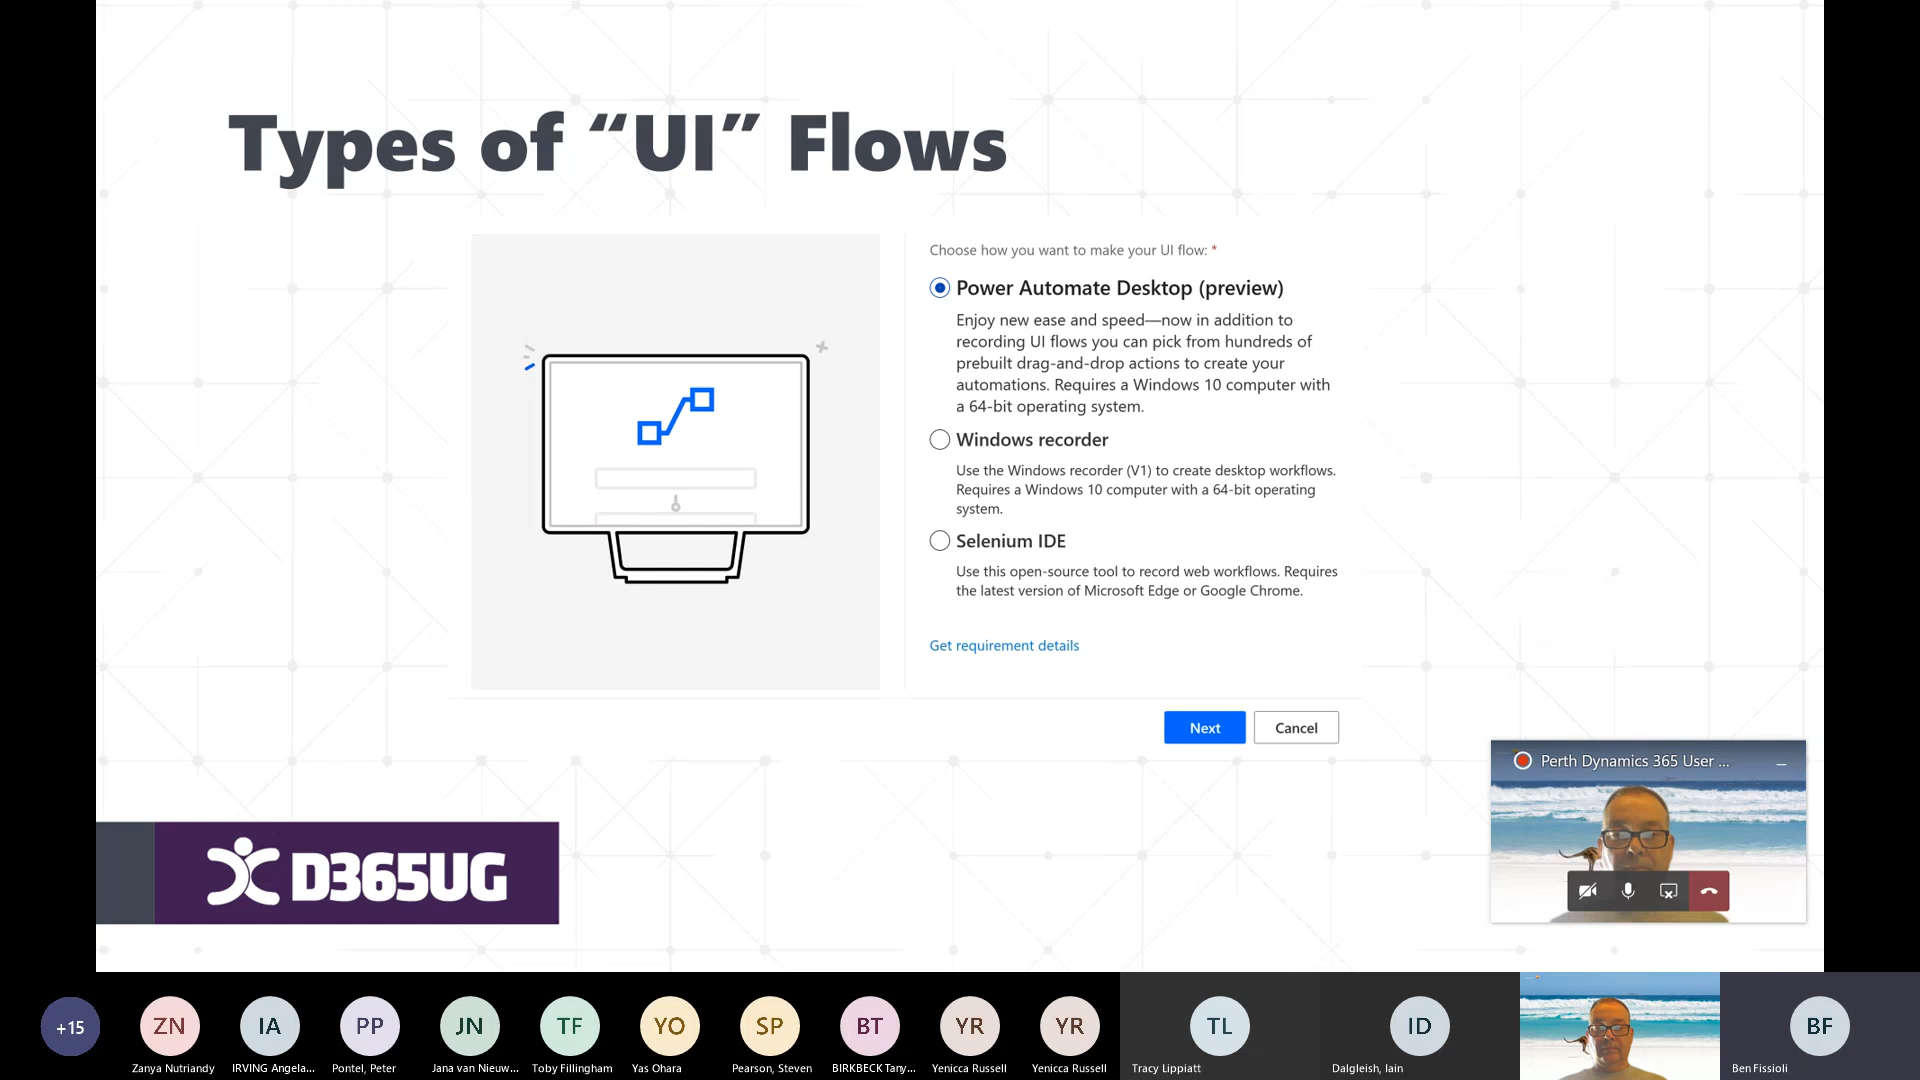 Types of “UI” Flows
Choose how you want to make your UI flow: *
Power Automate Desktop (preview)
Enjoy new ease and speed—now in addition to
recording UI flows you can pick from hundreds of
prebuilt drag-and-drop actions to create your
automations. Requires a Windows 10 computer with
a 64-bit operating system.
Windows recorder
Use the Windows recorder (V1) to create desktop workflows.
Requires a Windows 10 computer with a 64-bit operating
system.
Selenium IDE
Use this open-source tool to record web workflows. Requires
the latest version of Microsoft Edge or Google Chrome.
Get requirement details
Next
Cancel
Perth Dynamics 365 User ...
D365UG
+15
ZN
IA
PP
JN
TF
YO
SP
BT
YR
YR
TL
ID
BF
Zanya Nutriandy
IRVING Angela...
Pontel, Peter
Jana van Nieuw...
Toby Fillingham
Yas Ohara
Pearson, Steven
BIRKBECK Tany...
Yenicca Russell
Yenicca Russell
Tracy Lippiatt
Dalgleish, Iain
Ben Fissioli